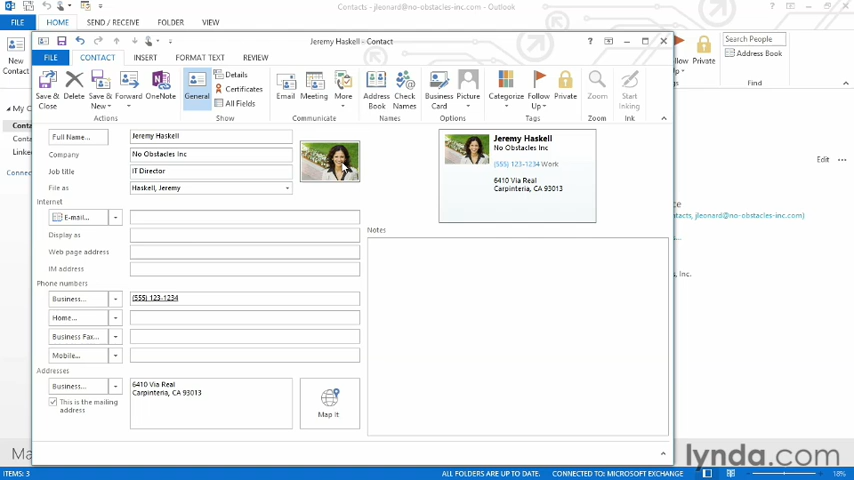 Contacts - jleonard@no-obstacles-inc.com - Outlook
FILE HOME SEND / RECEIVE FOLDER VIEW
Jeremy Haskell - Contact
FILE CONTACT INSERT FORMAT TEXT REVIEW
New Contact
Save & Close
Delete
Save & New
Forward
OneNote
Actions
General
Details
Certificates
All Fields
Show
Email
Meeting
More
Communicate
Address Book
Check Names
Names
Business Card
Picture
Options
Categorize
Follow Up
Private
Tags
Zoom
Zoom
Start Inking
Ink
Private
Search People
Address Book
Find
Full Name... Jeremy Haskell
Company No Obstacles Inc
Job title IT Director
File as Haskell, Jeremy
Internet
E-mail...
Display as
Web page address
IM address
Phone numbers
Business... (555) 123-1234
Home...
Business Fax...
Mobile...
Addresses
Business... 6410 Via Real
Carpinteria, CA 93013
This is the mailing address
Map It
Jeremy Haskell
No Obstacles Inc
(555) 123-1234 Work
6410 Via Real
Carpinteria, CA 93013
Notes
Edit
jleonard@no-obstacles-inc.com)
lynda.com
ITEMS: 3 ALL FOLDERS ARE UP TO DATE. CONNECTED TO: MICROSOFT EXCHANGE 18%